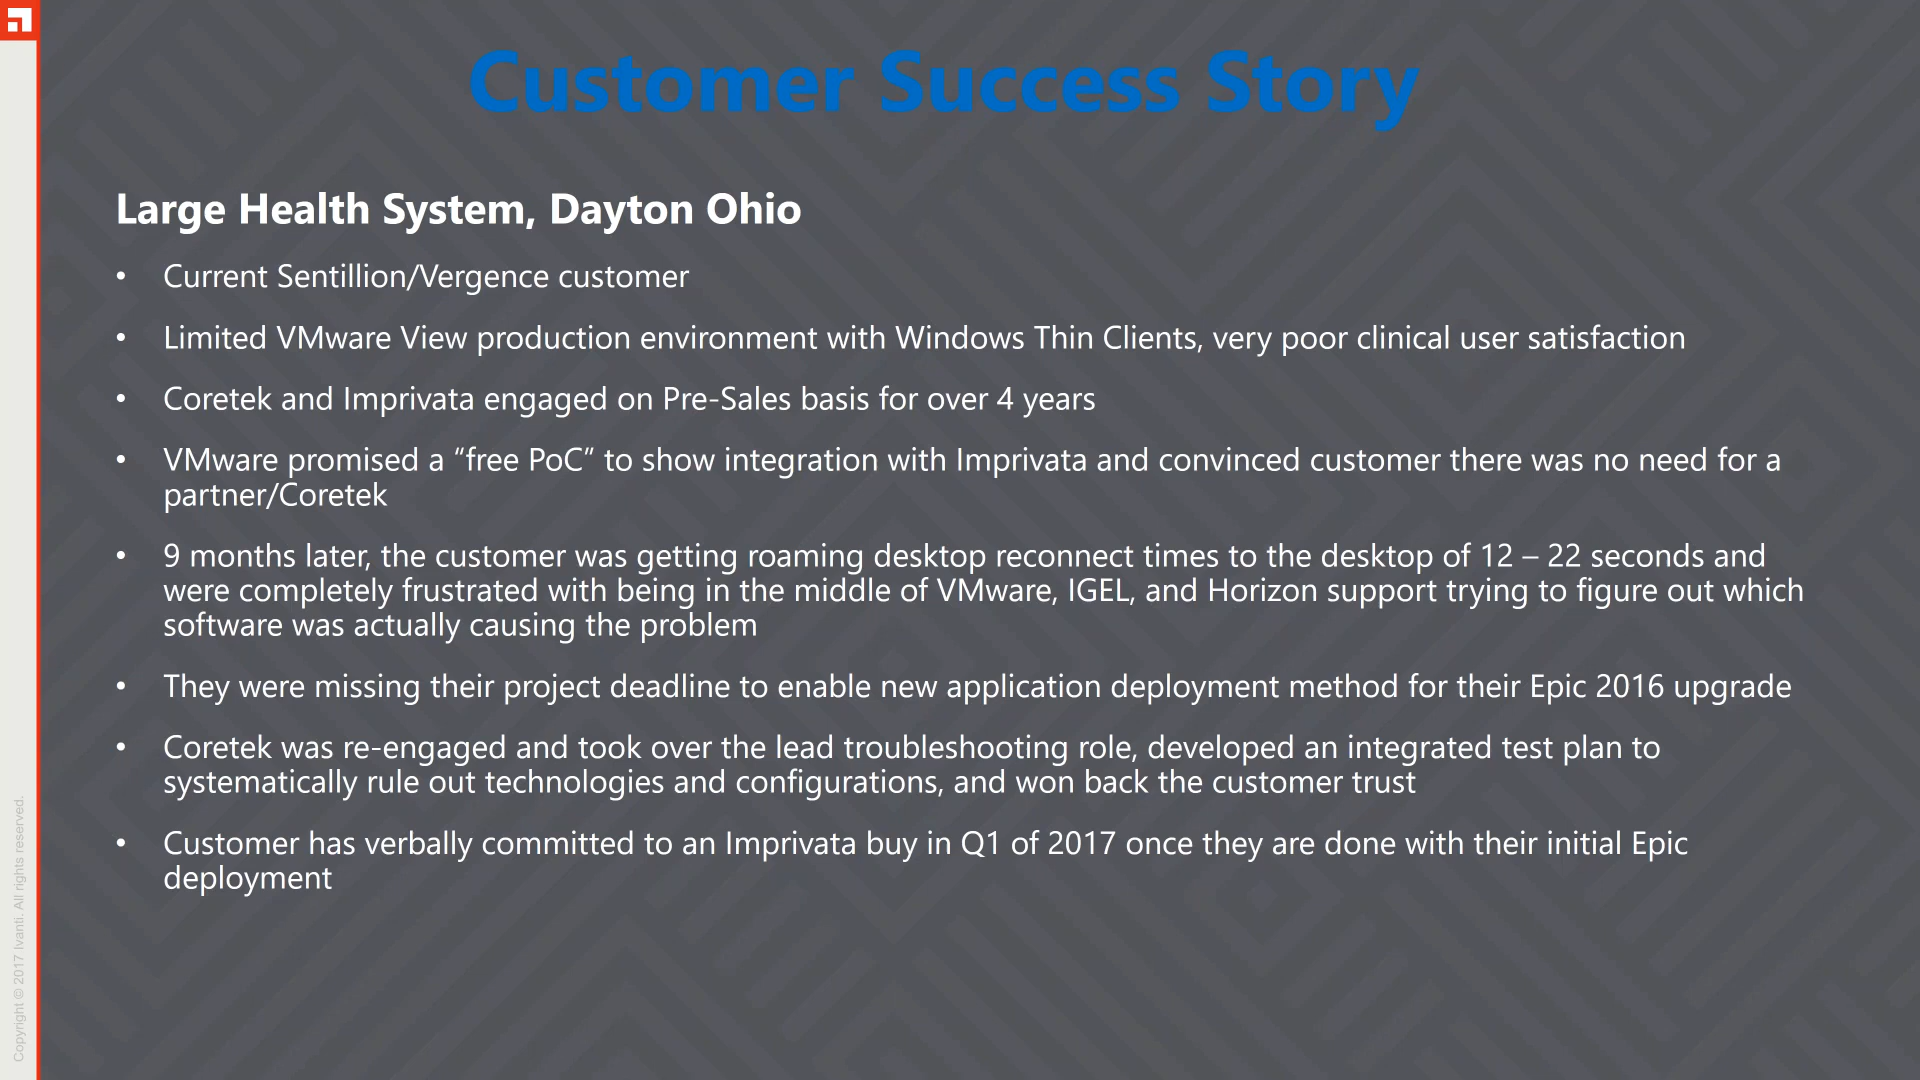 Customer Success Story
Large Health System, Dayton Ohio
• Current Sentillion/Vergence customer
• Limited VMware View production environment with Windows Thin Clients, very poor clinical user satisfaction
• Coretek and Imprivata engaged on Pre-Sales basis for over 4 years
• VMware promised a “free PoC” to show integration with Imprivata and convinced customer there was no need for a
partner/Coretek
• 9 months later, the customer was getting roaming desktop reconnect times to the desktop of 12 – 22 seconds and
were completely frustrated with being in the middle of VMware, IGEL, and Horizon support trying to figure out which
software was actually causing the problem
• They were missing their project deadline to enable new application deployment method for their Epic 2016 upgrade
• Coretek was re-engaged and took over the lead troubleshooting role, developed an integrated test plan to
systematically rule out technologies and configurations, and won back the customer trust
• Customer has verbally committed to an Imprivata buy in Q1 of 2017 once they are done with their initial Epic
deployment
Copyright © 2017 Ivanti. All rights reserved.